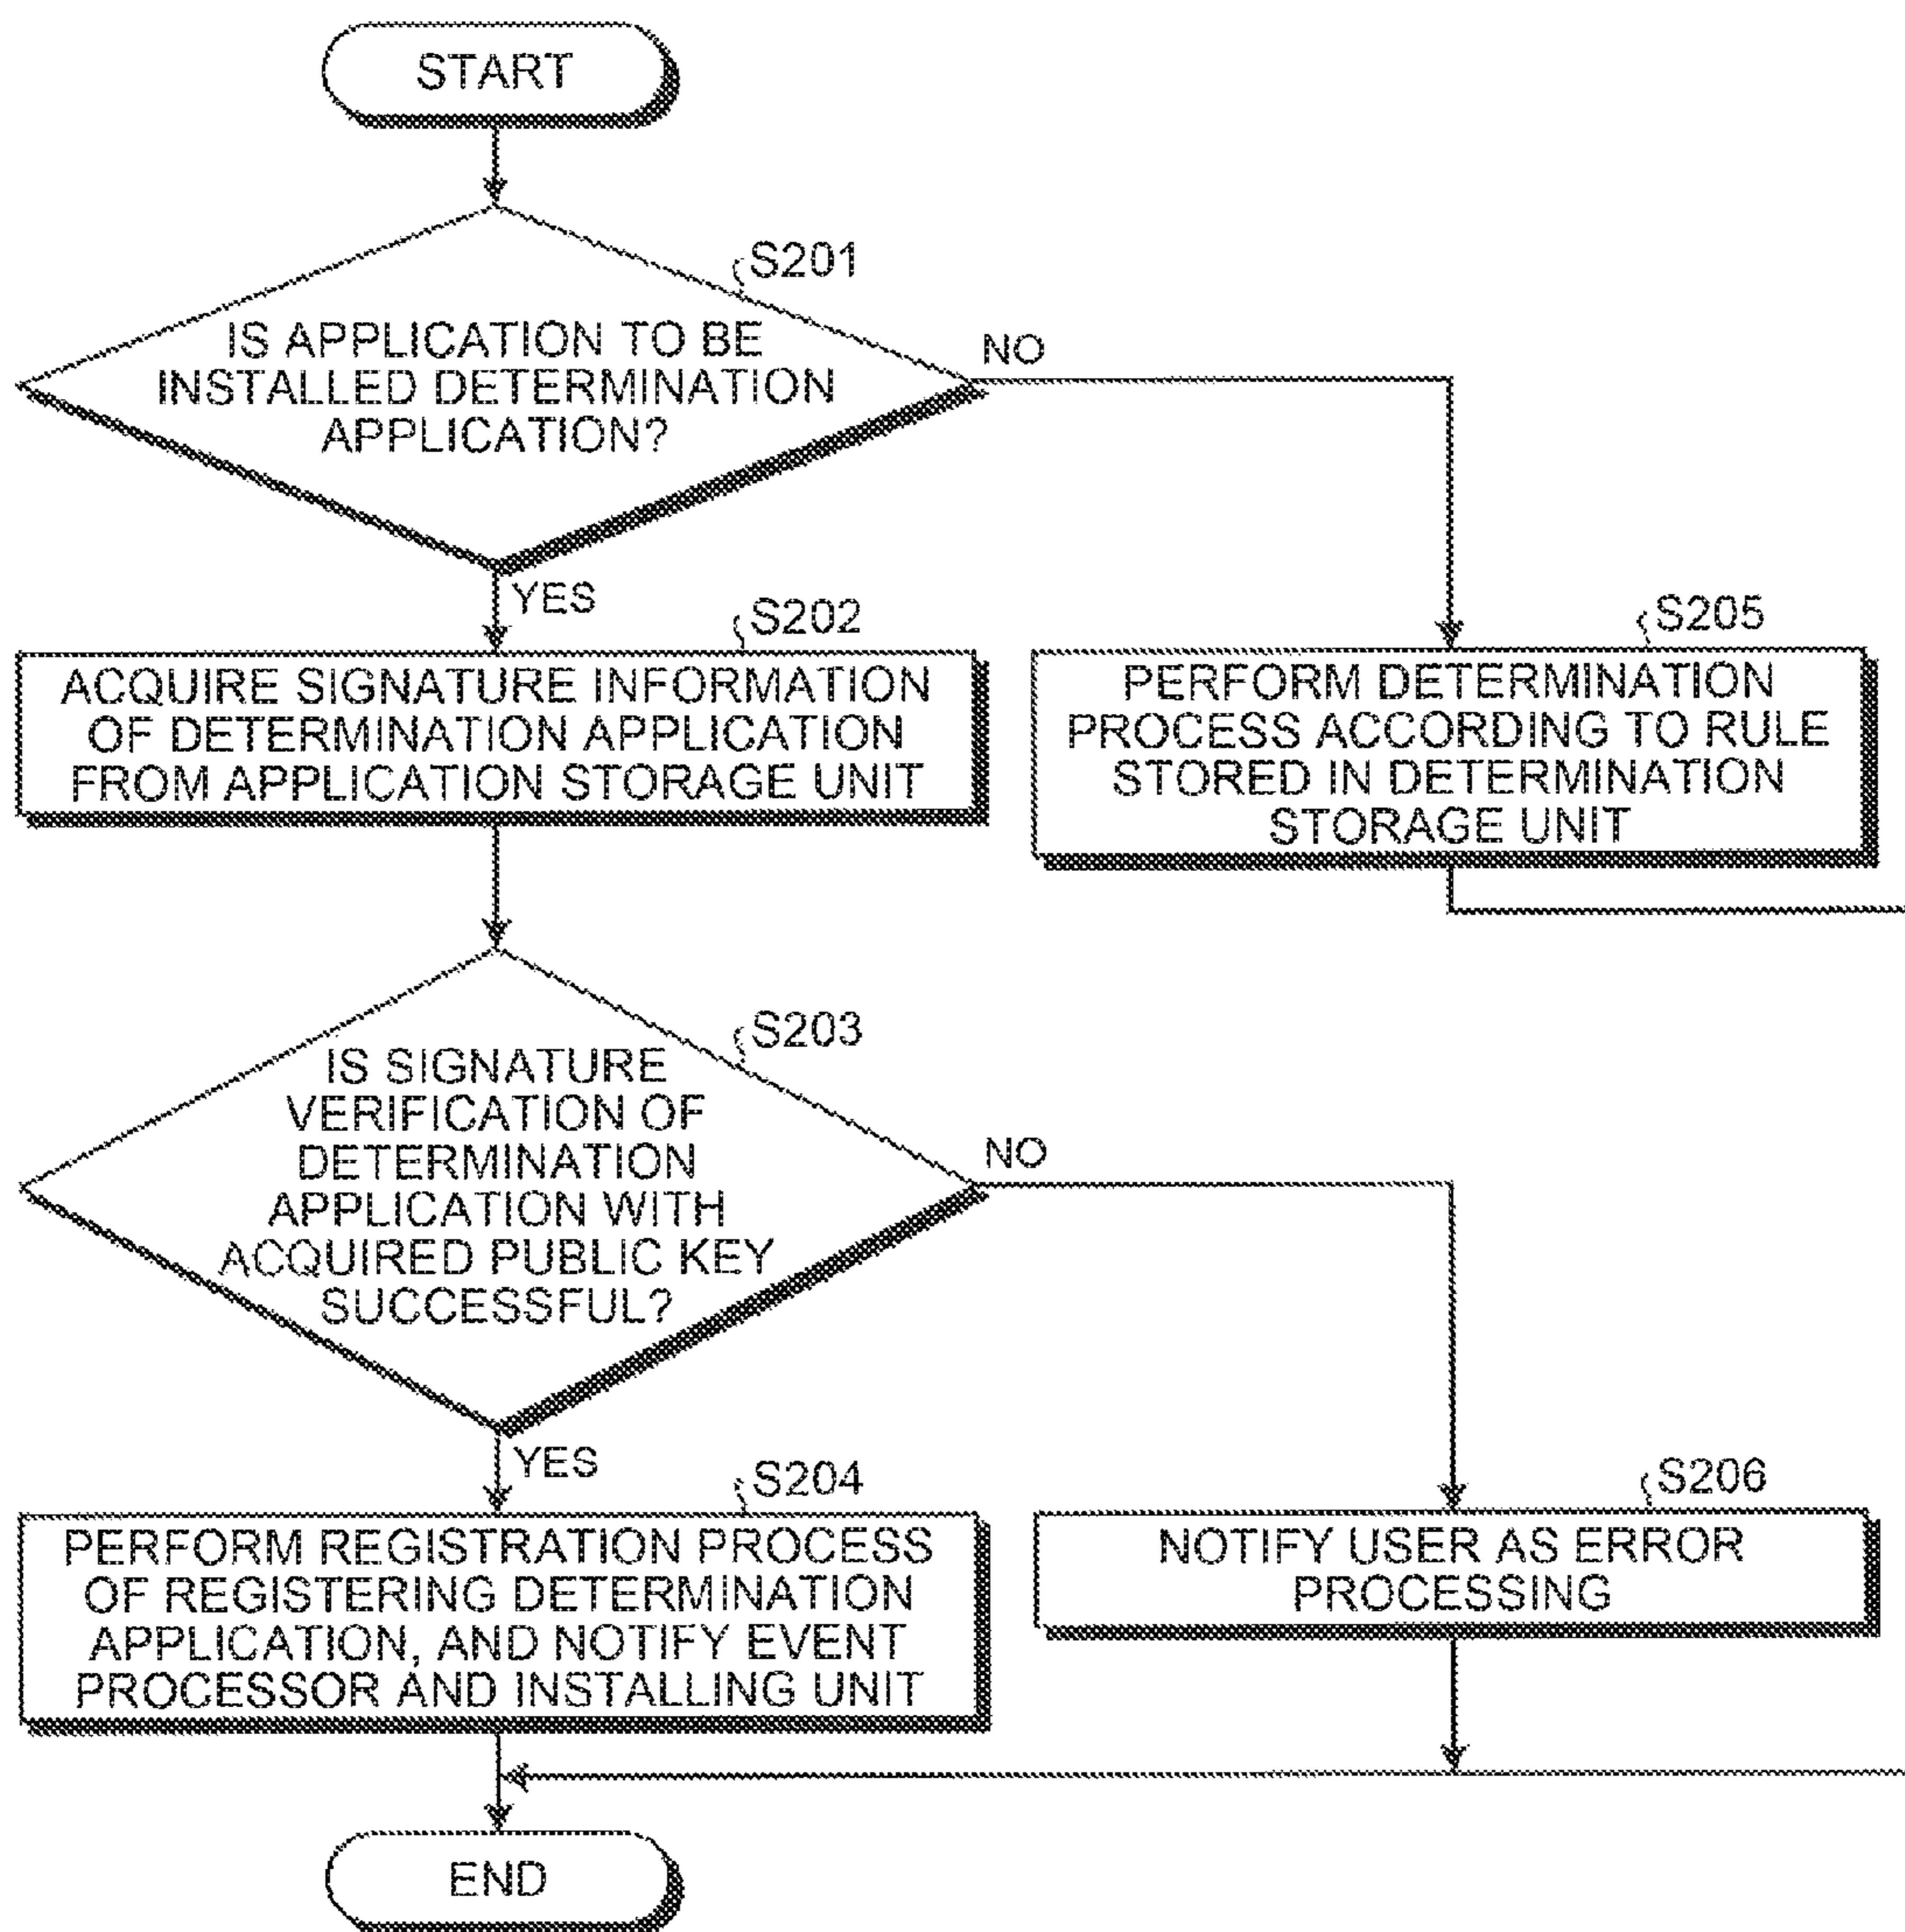 START
S201
IS APPLICATION TO BE
INSTALLED DETERMINATION
APPLICATION?
NO
YES
S202
ACQUIRE SIGNATURE INFORMATION
OF DETERMINATION APPLICATION
FROM APPLICATION STORAGE UNIT
S205
PERFORM DETERMINATION
PROCESS ACCORDING TO RULE
STORED IN DETERMINATION
STORAGE UNIT
S203
IS SIGNATURE
VERIFICATION OF
DETERMINATION
APPLICATION WITH
ACQUIRED PUBLIC KEY
SUCCESSFUL?
NO
YES
S204
PERFORM REGISTRATION PROCESS
OF REGISTERING DETERMINATION
APPLICATION, AND NOTIFY EVENT
PROCESSOR AND INSTALLING UNIT
S206
NOTIFY USER AS ERROR
PROCESSING
END